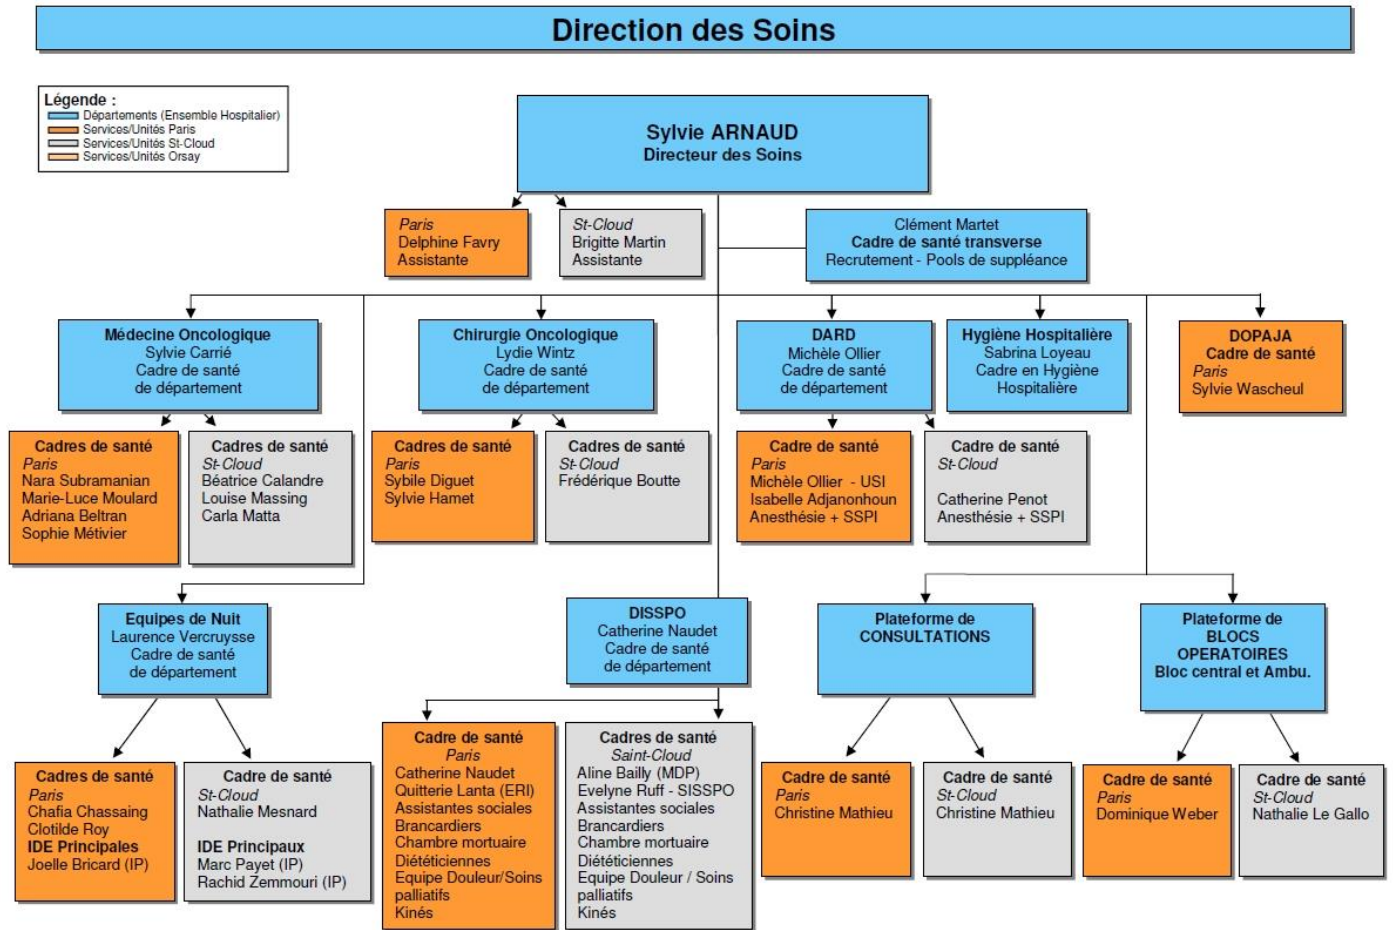 Direction des Soins
Légende :
Départements (Ensemble Hospitalier)
Services/Unités Paris
Services/Unités St-Cloud
Services/Unités Orsay
Sylvie ARNAUD
Directeur des Soins
Paris
Delphine Favry
Assistante
St-Cloud
Brigitte Martin
Assistante
Clément Martet
Cadre de santé transverse
Recrutement - Pools de suppléance
Médecine Oncologique
Sylvie Carrié
Cadre de santé
de département
Chirurgie Oncologique
Lydie Wintz
Cadre de santé
de département
DARD
Michèle Ollier
Cadre de santé
de département
Hygiène Hospitalière
Sabrina Loyeau
Cadre en Hygiène
Hospitalière
DOPAJA
Cadre de santé
Paris
Sylvie Wascheul
Cadres de santé
Paris
Nara Subramanian
Marie-Luce Moulard
Adriana Beltran
Sophie Métivier
Cadres de santé
St-Cloud
Béatrice Calandre
Louise Massing
Carla Matta
Cadres de santé
Paris
Sybile Diguet
Sylvie Hamet
Cadres de santé
St-Cloud
Frédérique Boutte
Cadre de santé
Paris
Michèle Ollier - USI
Isabelle Adjanonhoun
Anesthésie + SSPI
Cadre de santé
St-Cloud
Catherine Penot
Anesthésie + SSPI
Equipes de Nuit
Laurence Vercruysse
Cadre de santé
de département
DISSPO
Catherine Naudet
Cadre de santé
de département
Plateforme de
CONSULTATIONS
Plateforme de
BLOCS
OPERATOIRES
Bloc central et Ambu.
Cadres de santé
Paris
Chafia Chassaing
Clotilde Roy
IDE Principales
Joelle Bricard (IP)
Cadre de santé
St-Cloud
Nathalie Mesnard
IDE Principaux
Marc Payet (IP)
Rachid Zemmouri (IP)
Cadre de santé
Paris
Catherine Naudet
Quitterie Lanta (ERI)
Assistantes sociales
Brancardiers
Chambre mortuaire
Diététiciennes
Equipe Douleur/Soins
palliatifs
Kinés
Cadres de santé
Saint-Cloud
Aline Bailly (MDP)
Evelyne Ruff - SISSPO
Assistantes sociales
Brancardiers
Chambre mortuaire
Diététiciennes
Equipe Douleur / Soins
palliatifs
Kinés
Cadre de santé
Paris
Christine Mathieu
Cadre de santé
St-Cloud
Christine Mathieu
Cadre de santé
Paris
Dominique Weber
Cadre de santé
St-Cloud
Nathalie Le Gallo